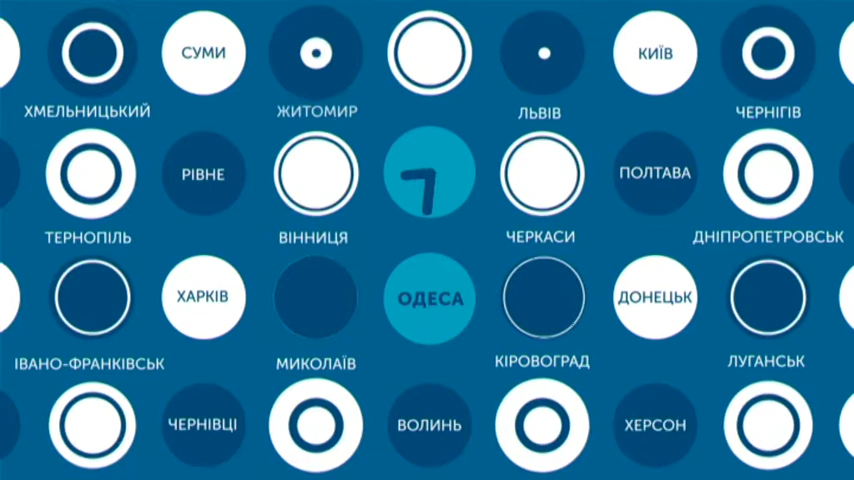 СУМИ
КИЇВ
ХМЕЛЬНИЦЬКИЙ
ЖИТОМИР
ЛЬВІВ
ЧЕРНІГІВ
РІВНЕ
ПОЛТАВА
ТЕРНОПІЛЬ
ВІННИЦЯ
ЧЕРКАСИ
ДНІПРОПЕТРОВСЬК
ХАРКІВ
ОДЕСА
ДОНЕЦЬК
ІВАНО-ФРАНКІВСЬК
МИКОЛАЇВ
КІРОВОГРАД
ЛУГАНСЬК
ЧЕРНІВЦІ
ВОЛИНЬ
ХЕРСОН